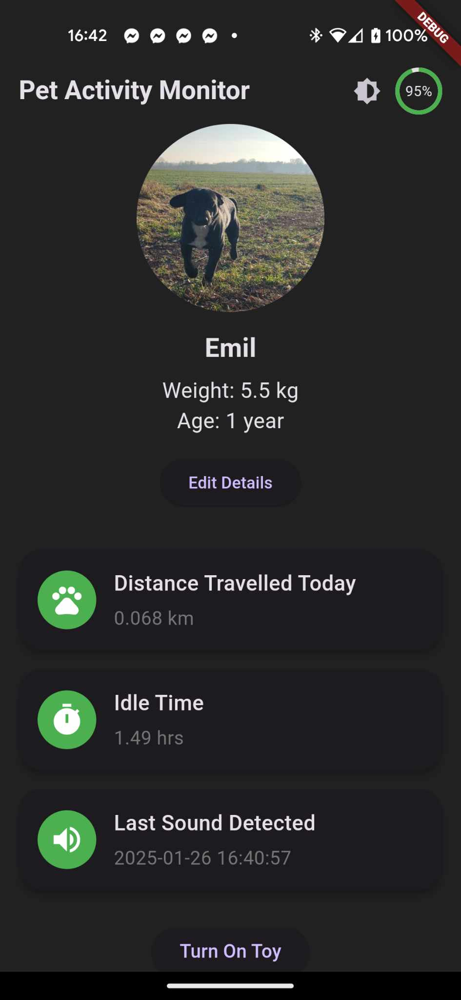 16:42
100%
DEBUG
Pet Activity Monitor
95%
Emil
Weight: 5.5 kg
Age: 1 year
Edit Details
Distance Travelled Today
0.068 km
Idle Time
1.49 hrs
Last Sound Detected
2025-01-26 16:40:57
Turn On Toy